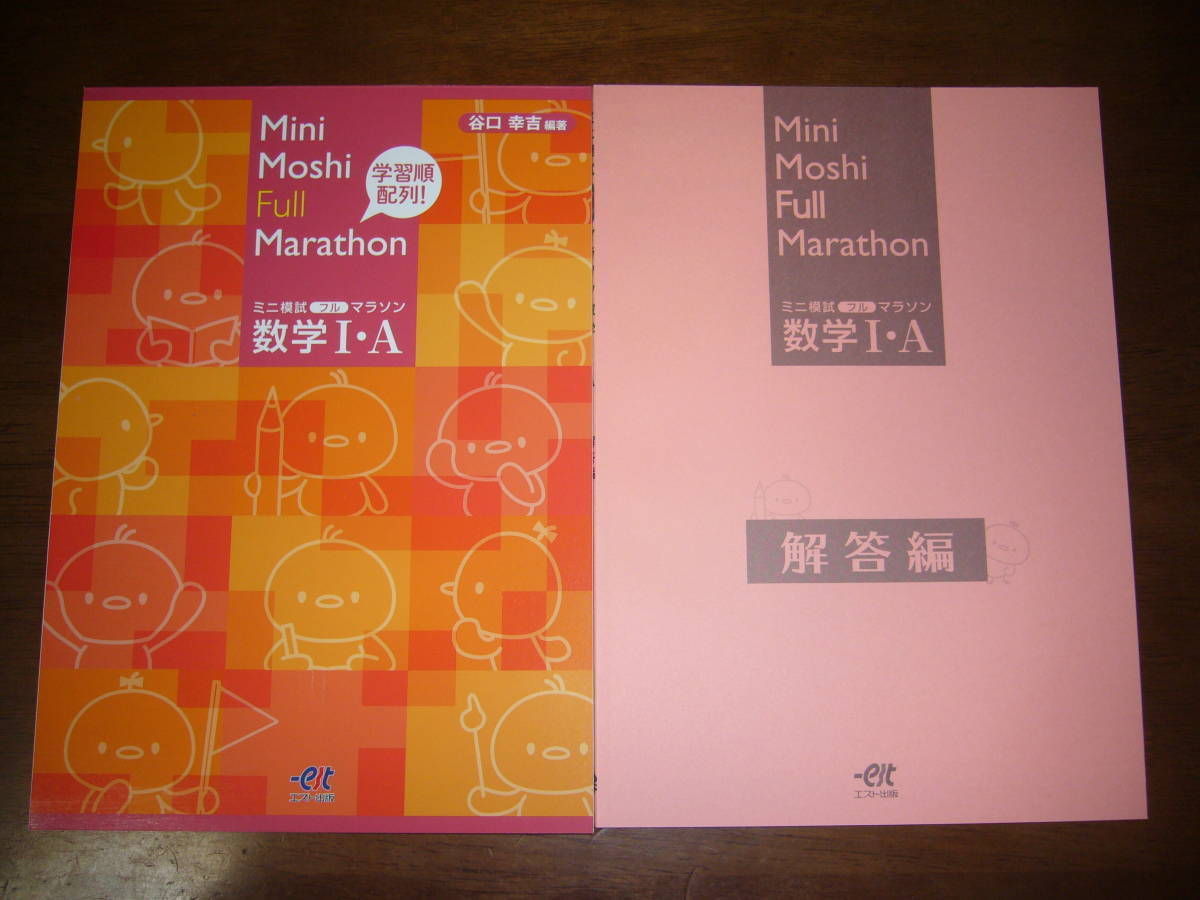 Mini
Moshi
Full
Marathon
学習順
配列!
谷口 幸吉 編著
ミニ模試 フル マラソン
数学I・A
-est
エスト出版
Mini
Moshi
Full
Marathon
ミニ模試 フル マラソン
数学I・A
解答編
-est
エスト出版